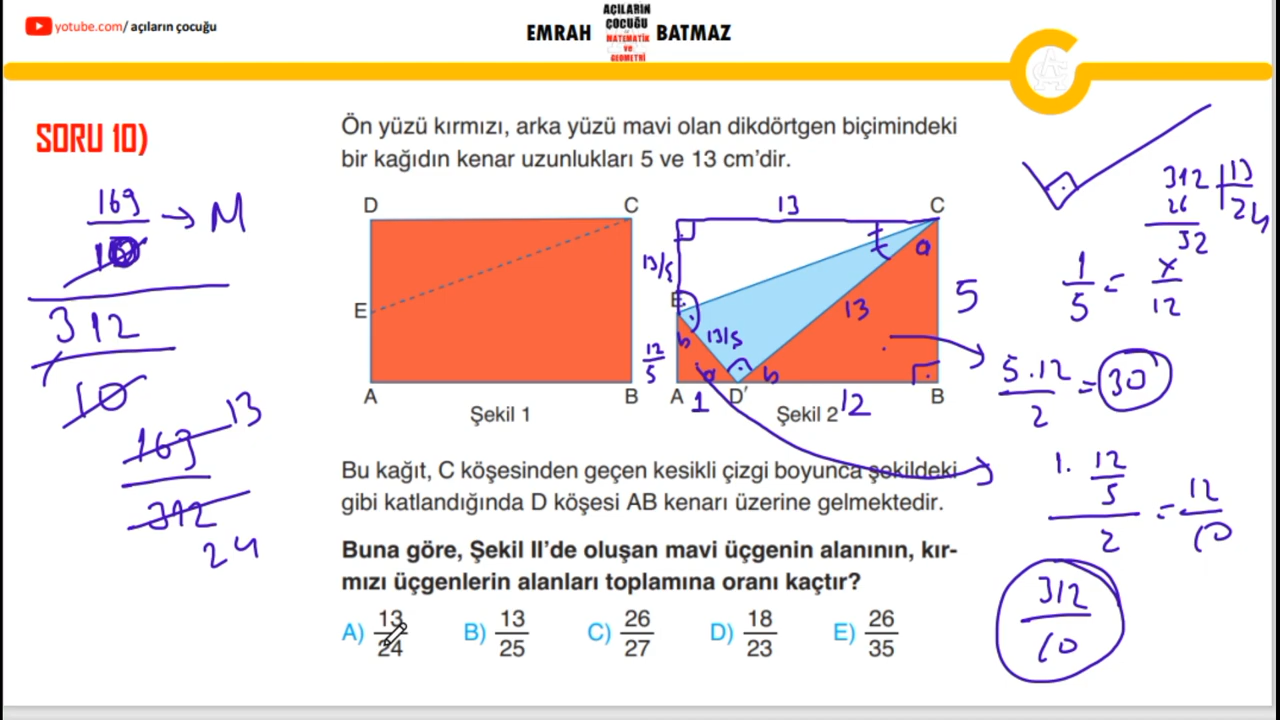 yotube.com/ açıların çocuğu
EMRAH
AÇILARIN
ÇOCUĞU
MATEMATİK
ve
GEOMETRİ
BATMAZ
SORU 10)
Ön yüzü kırmızı, arka yüzü mavi olan dikdörtgen biçimindeki
bir kağıdın kenar uzunlukları 5 ve 13 cm'dir.
D
C
E
A
B
Şekil 1
13
C
13/5
E
a
13
5
b
13/5
12/5
a
b
A
1
D'
12
B
Şekil 2
169/10 → M
312/10
169 13
312 24
312 13
26 24
52
1/5 = x/12
5.12/2 = 30
1. 12/5
2
= 12/10
312/10
Bu kağıt, C köşesinden geçen kesikli çizgi boyunca şekildeki
gibi katlandığında D köşesi AB kenarı üzerine gelmektedir.
Buna göre, Şekil II'de oluşan mavi üçgenin alanının, kır-
mızı üçgenlerin alanları toplamına oranı kaçtır?
A) 13/24 B) 13/25 C) 26/27 D) 18/23 E) 26/35